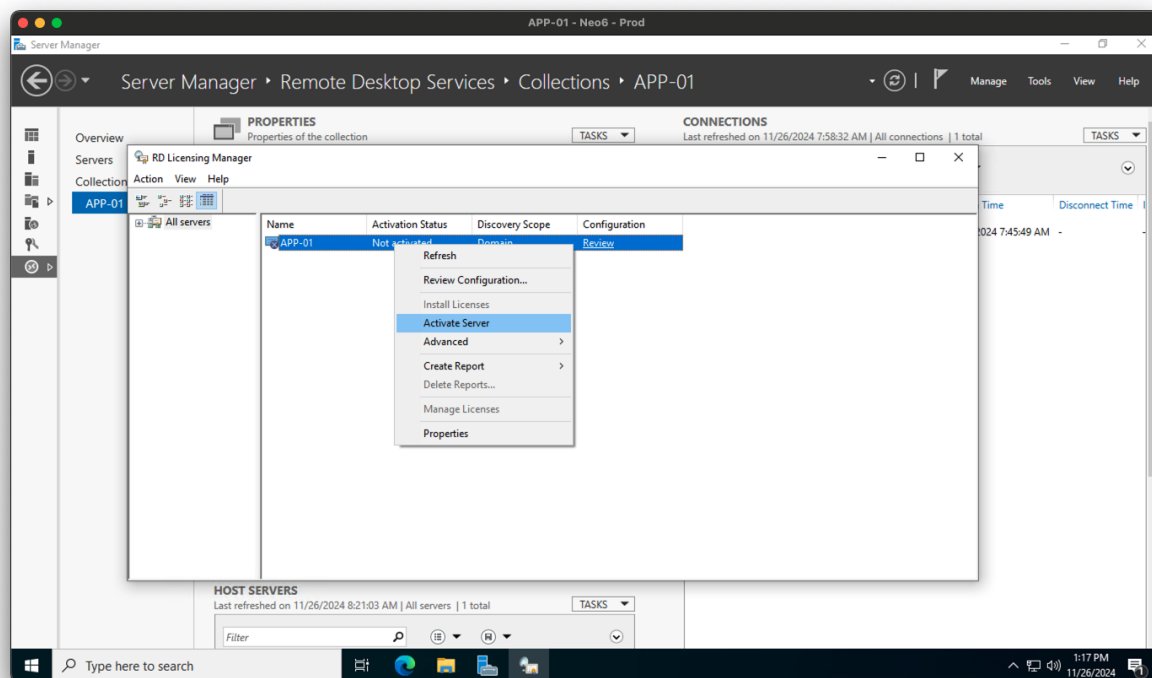 APP-01 - Neo6 - Prod
Server Manager
Server Manager ‣ Remote Desktop Services ‣ Collections ‣ APP-01
Manage Tools View Help
PROPERTIES
Properties of the collection
TASKS
CONNECTIONS
Last refreshed on 11/26/2024 7:58:32 AM | All connections | 1 total
TASKS
Overview
Servers
Collection
APP-01
Time Disconnect Time
2024 7:45:49 AM -
RD Licensing Manager
Action View Help
All servers
Name Activation Status Discovery Scope Configuration
APP-01 Not activated Domain Review
Refresh
Review Configuration...
Install Licenses
Activate Server
Advanced
Create Report
Delete Reports...
Manage Licenses
Properties
HOST SERVERS
Last refreshed on 11/26/2024 8:21:03 AM | All servers | 1 total
TASKS
Filter
Type here to search
1:17 PM
11/26/2024
1